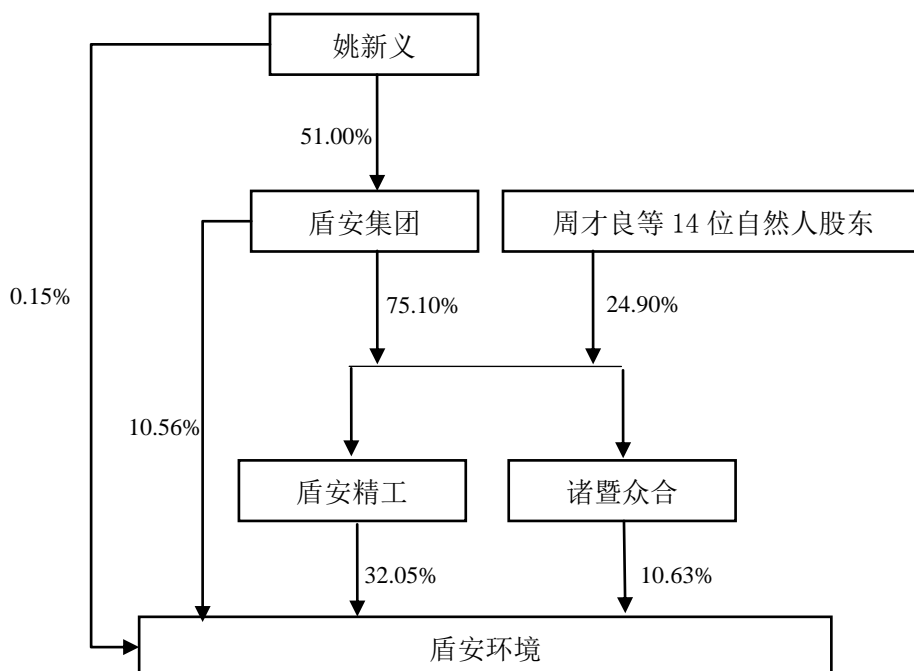 姚新义
51.00%
盾安集团
周才良等 14 位自然人股东
0.15%
75.10%
24.90%
10.56%
盾安精工
诸暨众合
32.05%
10.63%
盾安环境